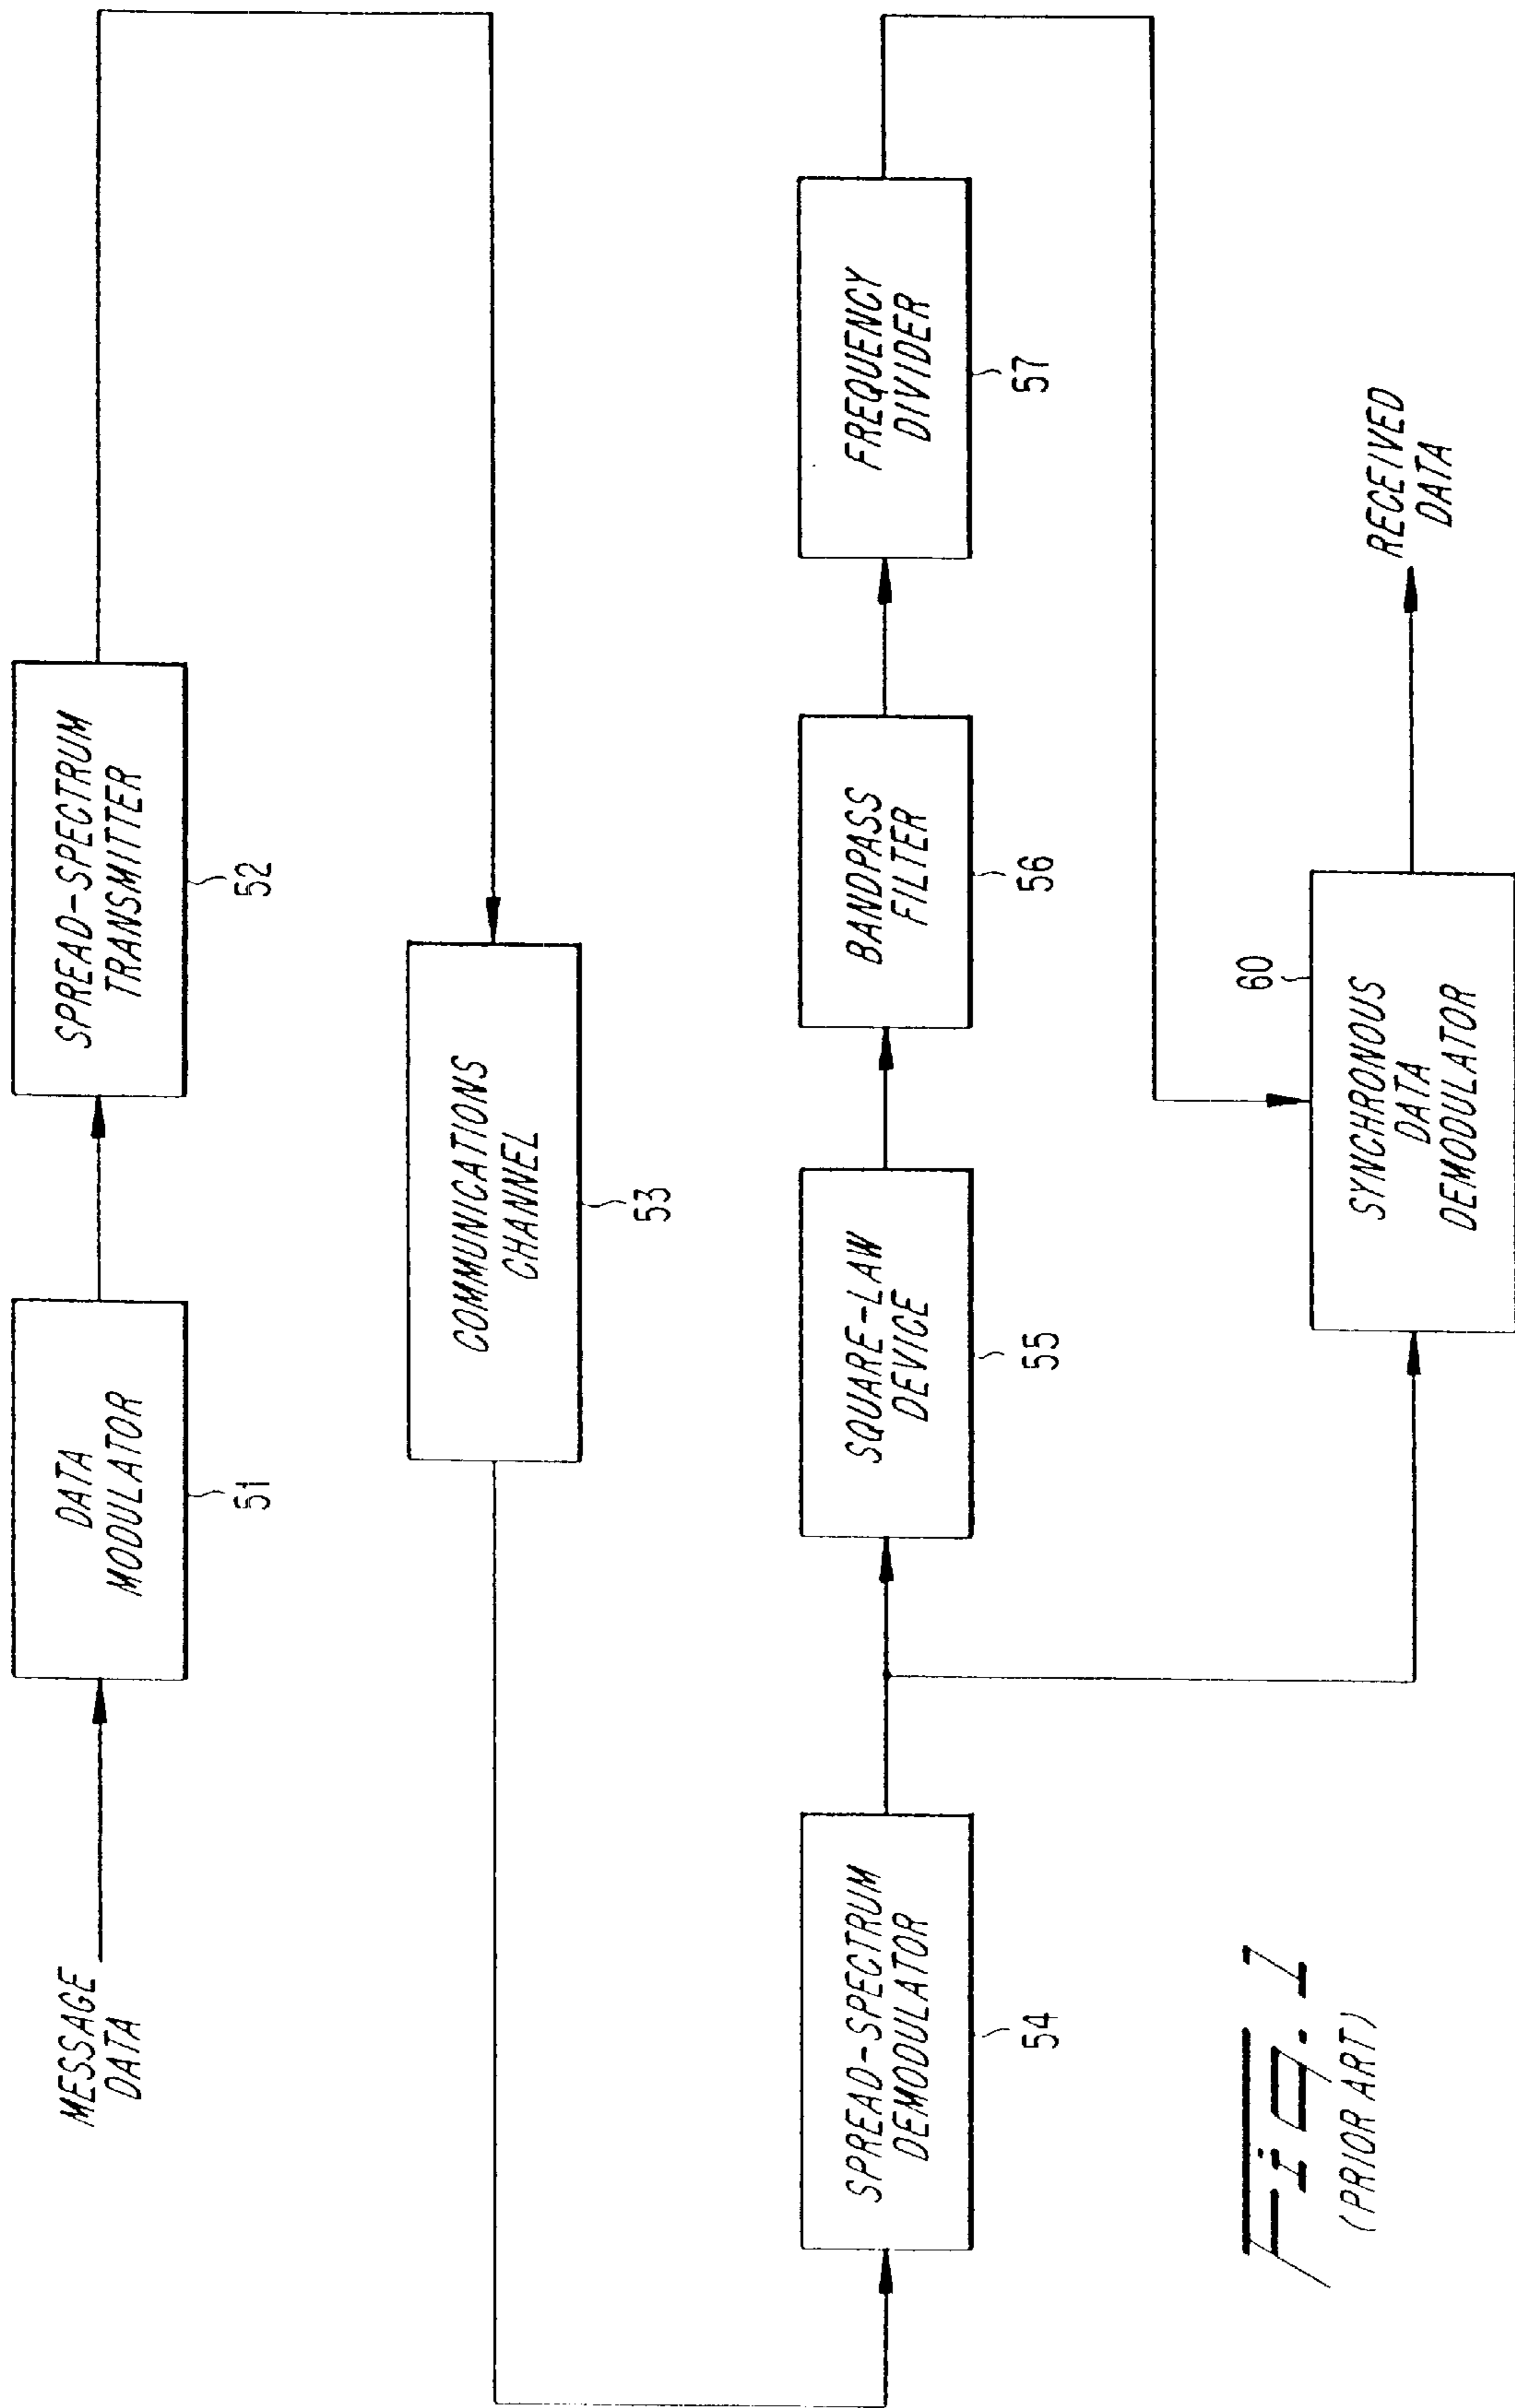 MESSAGE
DATA
DATA
MODULATOR
51
SPREAD-SPECTRUM
TRANSMITTER
52
COMMUNICATIONS
CHANNEL
53
SPREAD-SPECTRUM
DEMODULATOR
54
SQUARE-LAW
DEVICE
55
BANDPASS
FILTER
56
FREQUENCY
DIVIDER
57
60
SYNCHRONOUS
DATA
DEMODULATOR
RECEIVED
DATA
Fig. 1
(PRIOR ART)